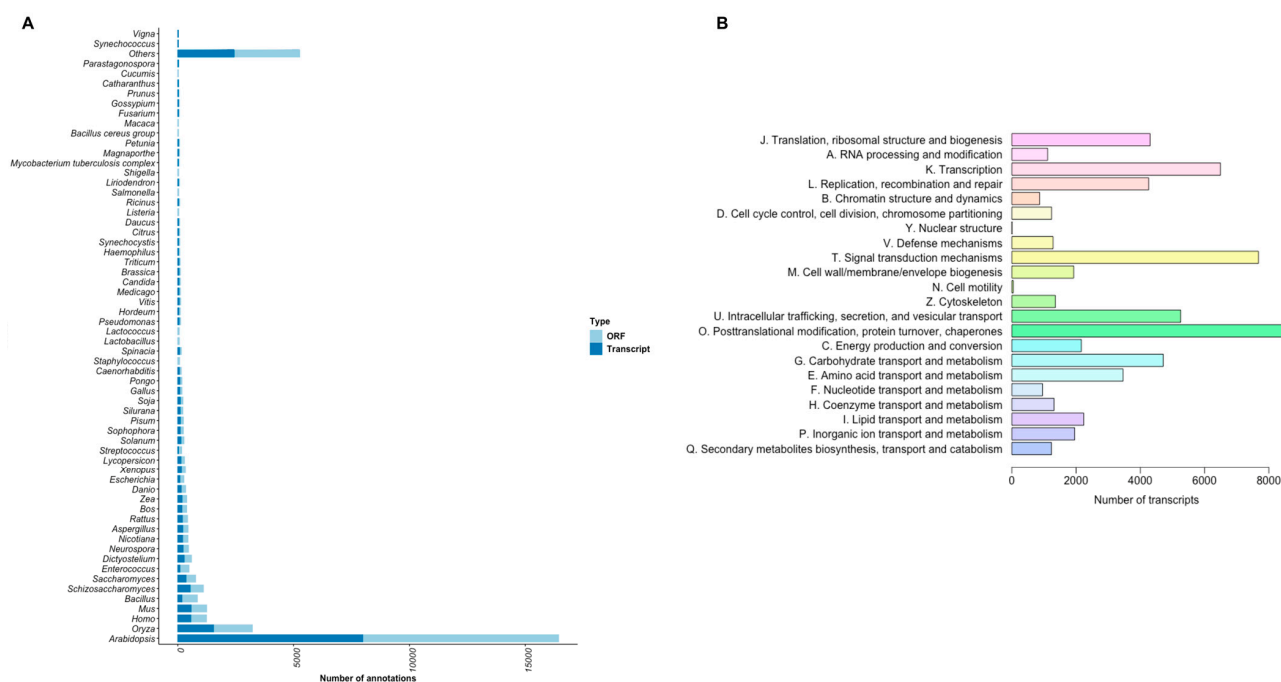 A
Vigna
Synechococcus
Others
Parastagonospora
Cucumis
Catharanthus
Prunus
Gossypium
Fusarium
Macaca
Bacillus cereus group
Petunia
Magnaporthe
Mycobacterium tuberculosis complex
Shigella
Liriodendron
Salmonella
Ricinus
Listeria
Daucus
Citrus
Synechocystis
Haemophilus
Triticum
Brassica
Candida
Medicago
Vitis
Hordeum
Pseudomonas
Lactococcus
Lactobacillus
Spinacia
Staphylococcus
Caenorhabditis
Pongo
Gallus
Soja
Silurana
Pisum
Sophophora
Solanum
Streptococcus
Lycopersicon
Xenopus
Escherichia
Danio
Zea
Bos
Rattus
Aspergillus
Nicotiana
Neurospora
Dictyostelium
Enterococcus
Saccharomyces
Schizosaccharomyces
Bacillus
Mus
Homo
Oryza
Arabidopsis
0
5000
10000
15000
Number of annotations
Type
ORF
Transcript
B
J. Translation, ribosomal structure and biogenesis
A. RNA processing and modification
K. Transcription
L. Replication, recombination and repair
B. Chromatin structure and dynamics
D. Cell cycle control, cell division, chromosome partitioning
Y. Nuclear structure
V. Defense mechanisms
T. Signal transduction mechanisms
M. Cell wall/membrane/envelope biogenesis
N. Cell motility
Z. Cytoskeleton
U. Intracellular trafficking, secretion, and vesicular transport
O. Posttranslational modification, protein turnover, chaperones
C. Energy production and conversion
G. Carbohydrate transport and metabolism
E. Amino acid transport and metabolism
F. Nucleotide transport and metabolism
H. Coenzyme transport and metabolism
I. Lipid transport and metabolism
P. Inorganic ion transport and metabolism
Q. Secondary metabolites biosynthesis, transport and catabolism
0 2000 4000 6000 8000
Number of transcripts